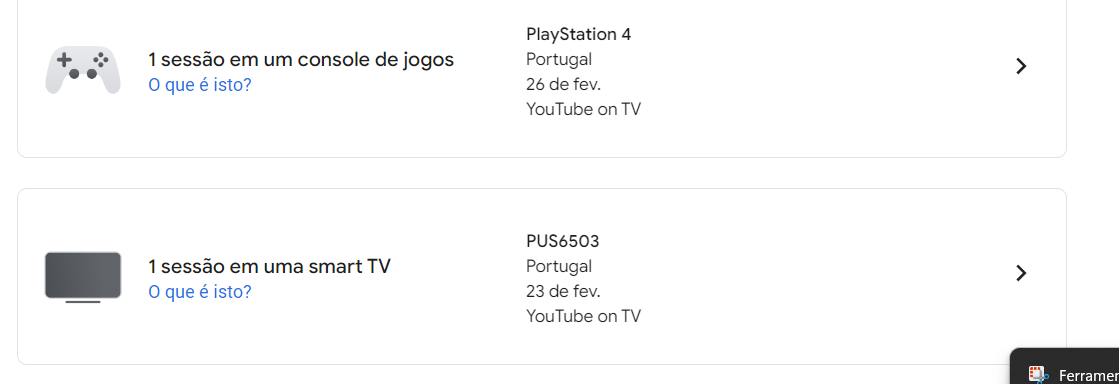 PlayStation 4
1 sessão em um console de jogos
Portugal
O que é isto?
26 de fev.
YouTube on TV
PUS6503
1 sessão em uma smart TV
Portugal
O que é isto?
23 de fev.
YouTube on TV